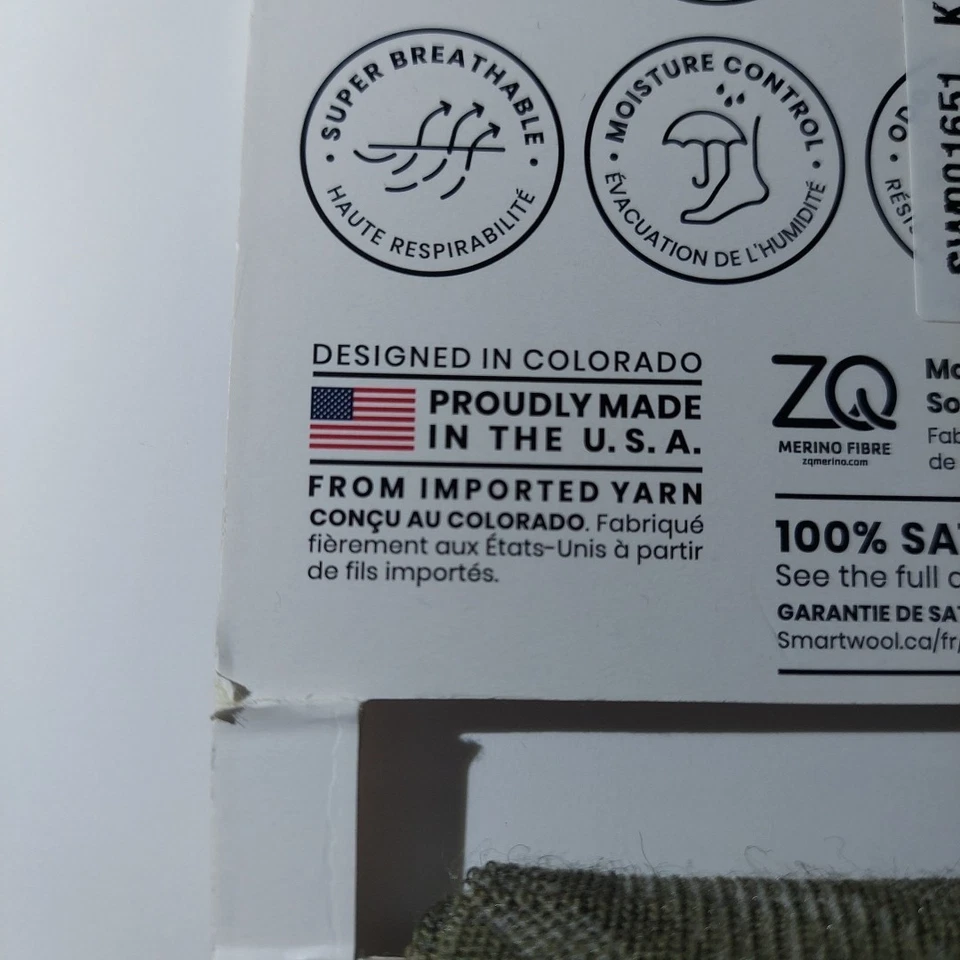 SUPER BREATHABLE
HAUTE RESPIRABILITÉ
MOISTURE CONTROL
ÉVACUATION DE L'HUMIDITÉ
DESIGNED IN COLORADO
PROUDLY MADE
IN THE U.S.A.
FROM IMPORTED YARN
CONÇU AU COLORADO. Fabriqué
fièrement aux États-Unis à partir
de fils importés.
ZQ
MERINO FIBRE
zqmerino.com
de
100%
See the full
GARANTIE DE
Smartwool.ca/fr/